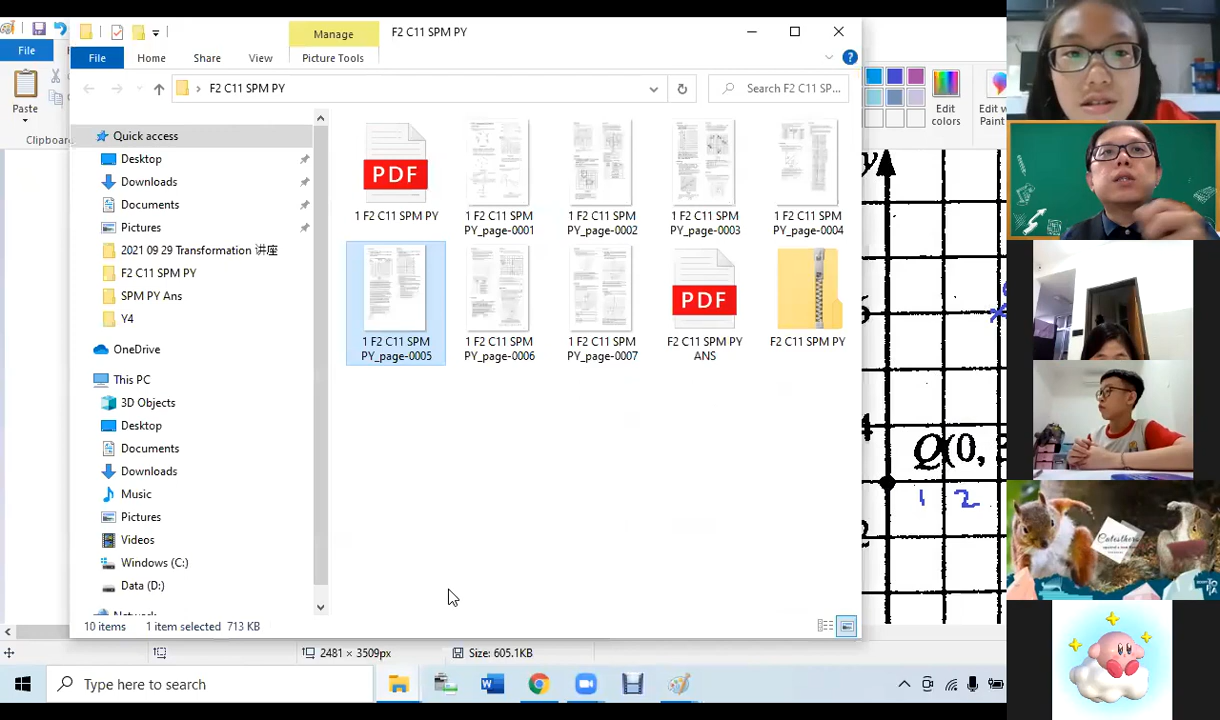 Manage
F2 C11 SPM PY
File
Home
Share
View
Picture Tools
File
Paste
Clipboard
F2 C11 SPM PY
Search F2 C11 SP...
Edit colors
Edit w
Paint
Quick access
Desktop
Downloads
Documents
Pictures
2021 09 29 Transformation 讲座
F2 C11 SPM PY
SPM PY Ans
Y4
OneDrive
This PC
3D Objects
Desktop
Documents
Downloads
Music
Pictures
Videos
Windows (C:)
Data (D:)
PDF
1 F2 C11 SPM PY
1 F2 C11 SPM
PY_page-0001
1 F2 C11 SPM
PY_page-0002
1 F2 C11 SPM
PY_page-0003
1 F2 C11 SPM
PY_page-0004
1 F2 C11 SPM
PY_page-0005
1 F2 C11 SPM
PY_page-0006
1 F2 C11 SPM
PY_page-0007
PDF
F2 C11 SPM PY
ANS
F2 C11 SPM PY
y
4
Q(0,
1 2
10 items
1 item selected 713 KB
2481 × 3509px
Size: 605.1KB
Type here to search